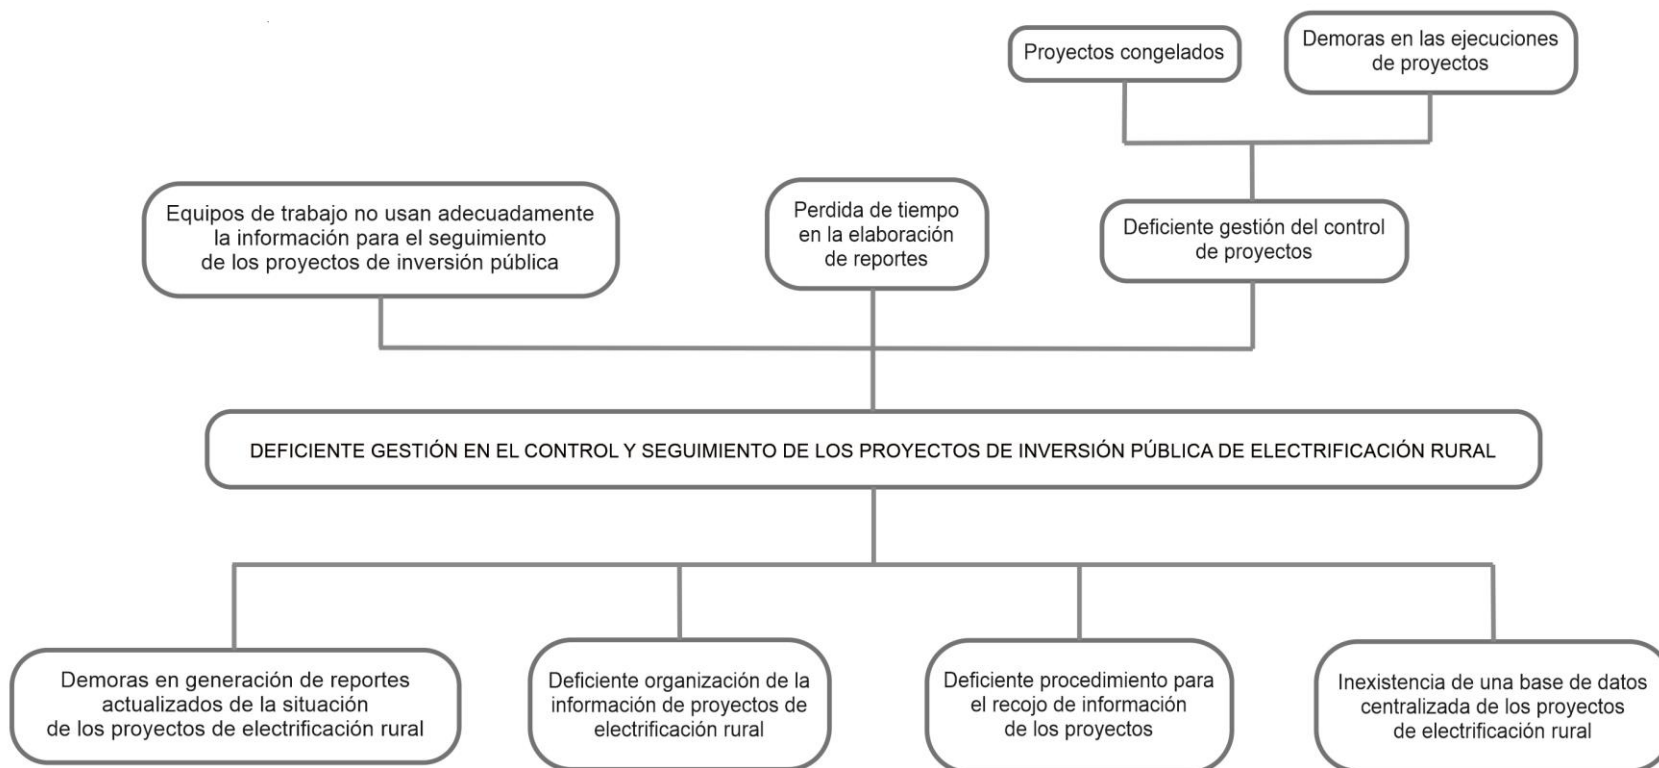 Proyectos congelados
Demoras en las ejecuciones
de proyectos
Equipos de trabajo no usan adecuadamente
la información para el seguimiento
de los proyectos de inversión pública
Perdida de tiempo
en la elaboración
de reportes
Deficiente gestión del control
de proyectos
DEFICIENTE GESTIÓN EN EL CONTROL Y SEGUIMIENTO DE LOS PROYECTOS DE INVERSIÓN PÚBLICA DE ELECTRIFICACIÓN RURAL
Demoras en generación de reportes
actualizados de la situación
de los proyectos de electrificación rural
Deficiente organización de la
información de proyectos de
electrificación rural
Deficiente procedimiento para
el recojo de información
de los proyectos
Inexistencia de una base de datos
centralizada de los proyectos
de electrificación rural